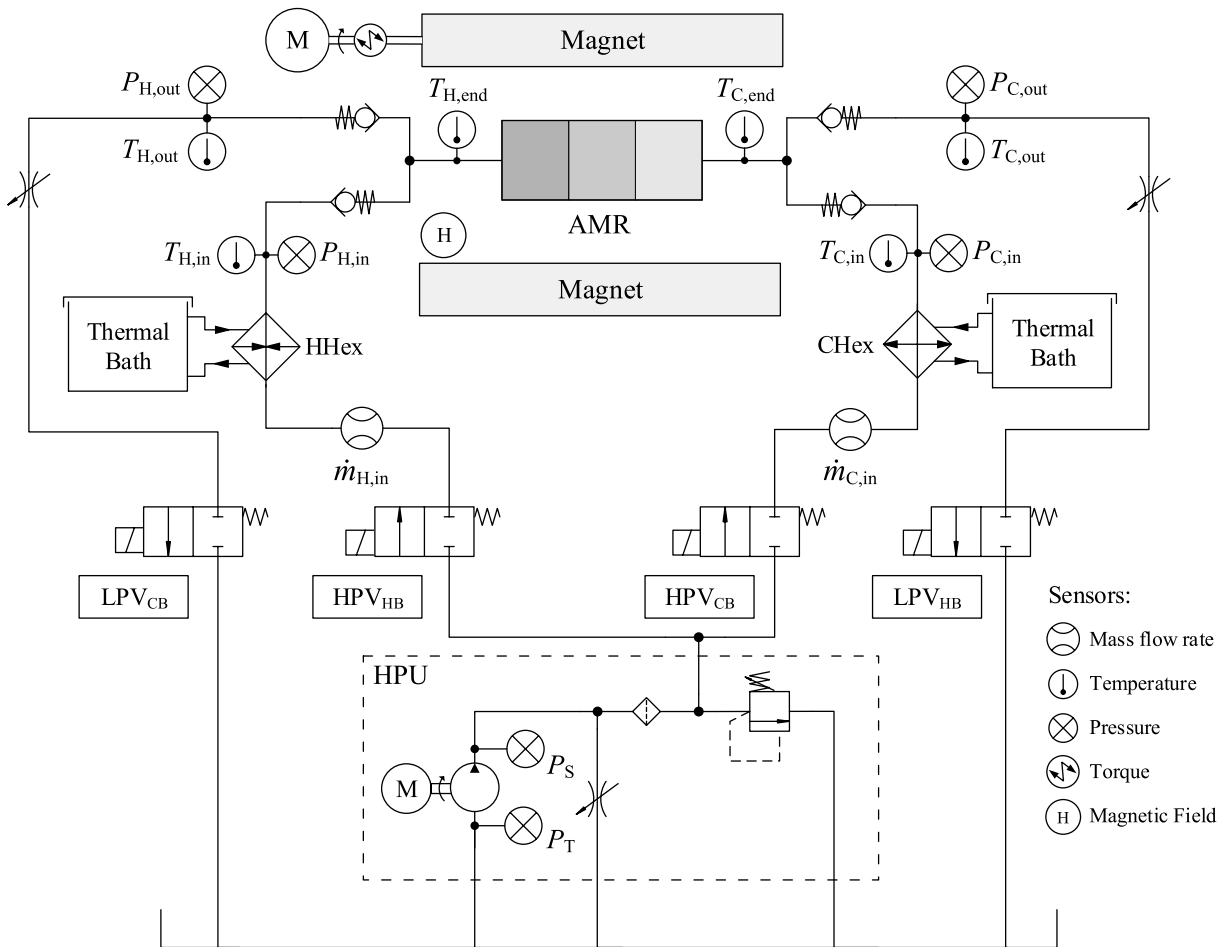 M
Magnet
P_H,out
T_H,end
T_C,end
P_C,out
T_H,out
T_C,out
AMR
H
T_H,in
P_H,in
T_C,in
P_C,in
Magnet
Thermal
Bath
HHex
CHex
Thermal
Bath
ṁ_H,in
ṁ_C,in
LPV_CB
HPV_HB
HPV_CB
LPV_HB
HPU
P_S
M
P_T
Sensors:
Mass flow rate
Temperature
Pressure
Torque
H
Magnetic Field